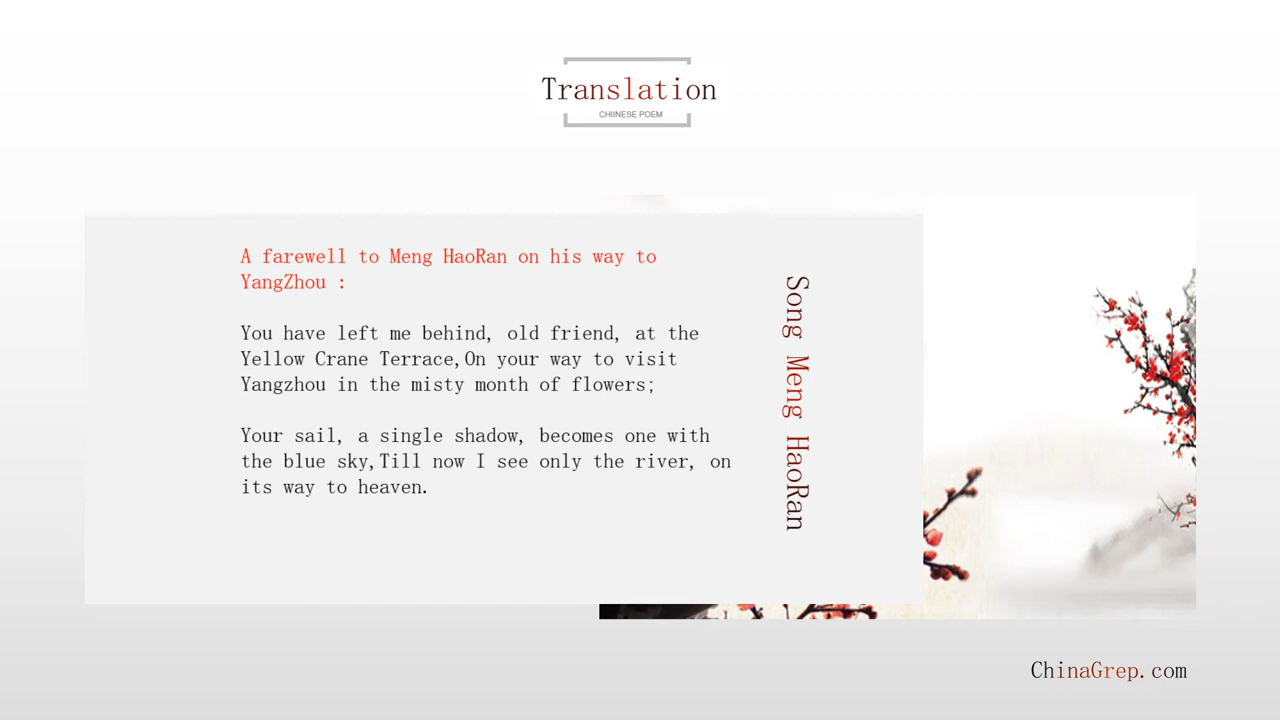 Translation
CHIINESE POEM
A farewell to Meng HaoRan on his way to
YangZhou :
You have left me behind, old friend, at the
Yellow Crane Terrace,On your way to visit
Yangzhou in the misty month of flowers;
Your sail, a single shadow, becomes one with
the blue sky,Till now I see only the river, on
its way to heaven.
Song Meng HaoRan
ChinaGrep.com